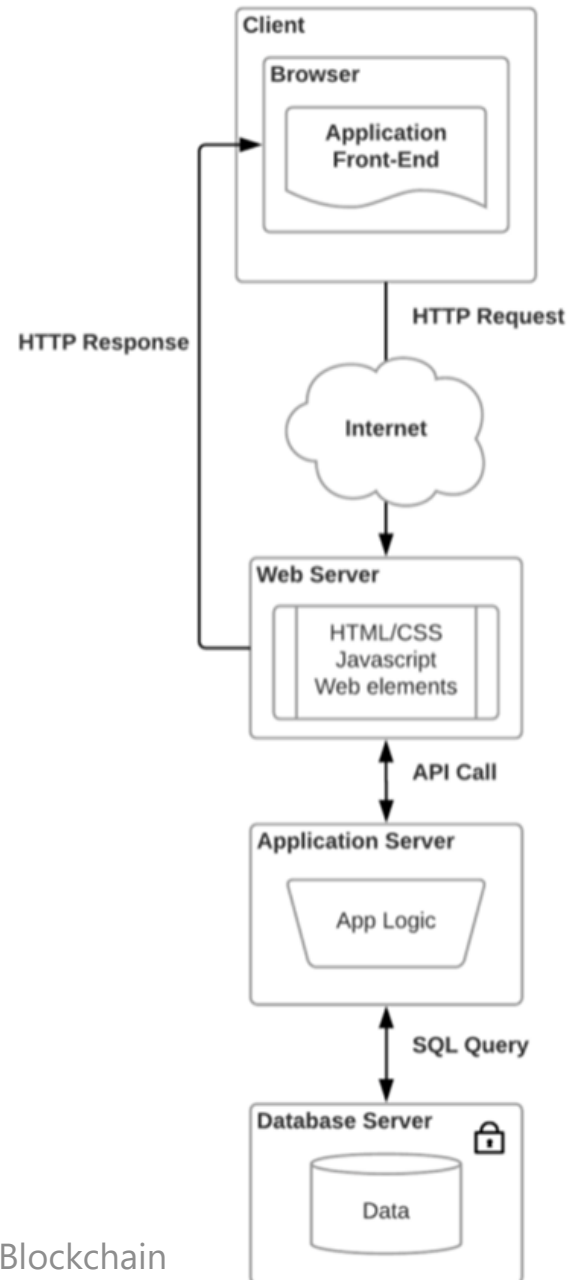 Client
Browser
Application
Front-End
HTTP Request
HTTP Response
Internet
Web Server
HTML/CSS
Javascript
Web elements
API Call
Application Server
App Logic
SQL Query
Database Server
Data
Blockchain